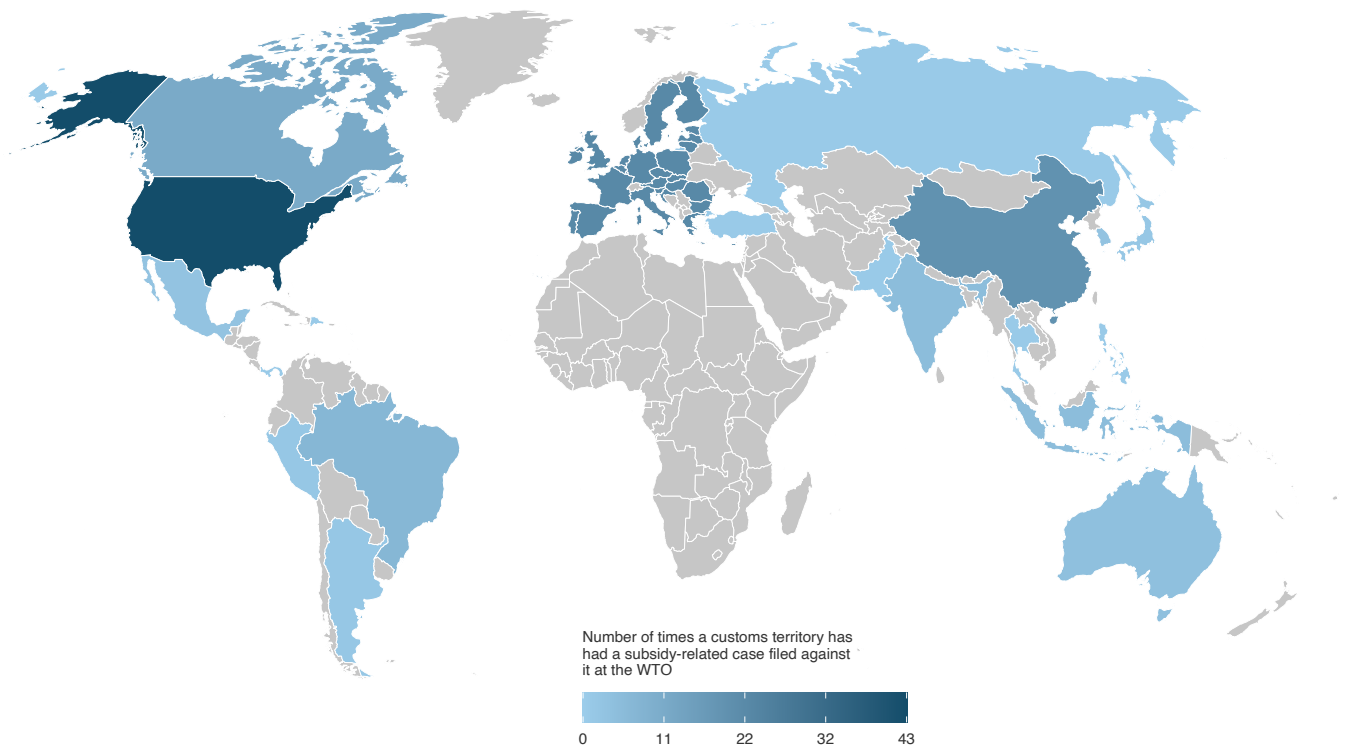 Number of times a customs territory has
had a subsidy-related case filed against
it at the WTO
0 11 22 32 43